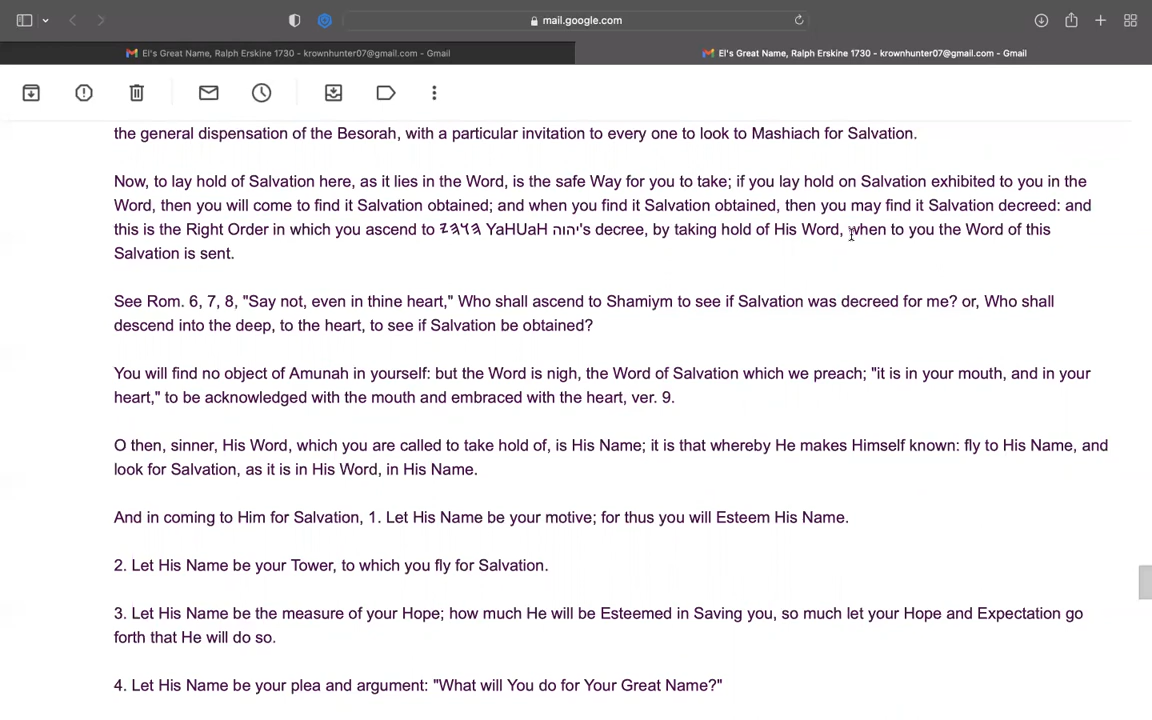 mail.google.com
El's Great Name, Ralph Erskine 1730 - krownhunter07@gmail.com - Gmail
El's Great Name, Ralph Erskine 1730 - krownhunter07@gmail.com - Gmail
the general dispensation of the Besorah, with a particular invitation to every one to look to Mashiach for Salvation.
Now, to lay hold of Salvation here, as it lies in the Word, is the safe Way for you to take; if you lay hold on Salvation exhibited to you in the
Word, then you will come to find it Salvation obtained; and when you find it Salvation obtained, then you may find it Salvation decreed: and
this is the Right Order in which you ascend to 𐤉𐤄𐤅𐤄 YaHUaH יהוה's decree, by taking hold of His Word, when to you the Word of this
Salvation is sent.
See Rom. 6, 7, 8, "Say not, even in thine heart," Who shall ascend to Shamiym to see if Salvation was decreed for me? or, Who shall
descend into the deep, to the heart, to see if Salvation be obtained?
You will find no object of Amunah in yourself: but the Word is nigh, the Word of Salvation which we preach; "it is in your mouth, and in your
heart," to be acknowledged with the mouth and embraced with the heart, ver. 9.
O then, sinner, His Word, which you are called to take hold of, is His Name; it is that whereby He makes Himself known: fly to His Name, and
look for Salvation, as it is in His Word, in His Name.
And in coming to Him for Salvation, 1. Let His Name be your motive; for thus you will Esteem His Name.
2. Let His Name be your Tower, to which you fly for Salvation.
3. Let His Name be the measure of your Hope; how much He will be Esteemed in Saving you, so much let your Hope and Expectation go
forth that He will do so.
4. Let His Name be your plea and argument: "What will You do for Your Great Name?"